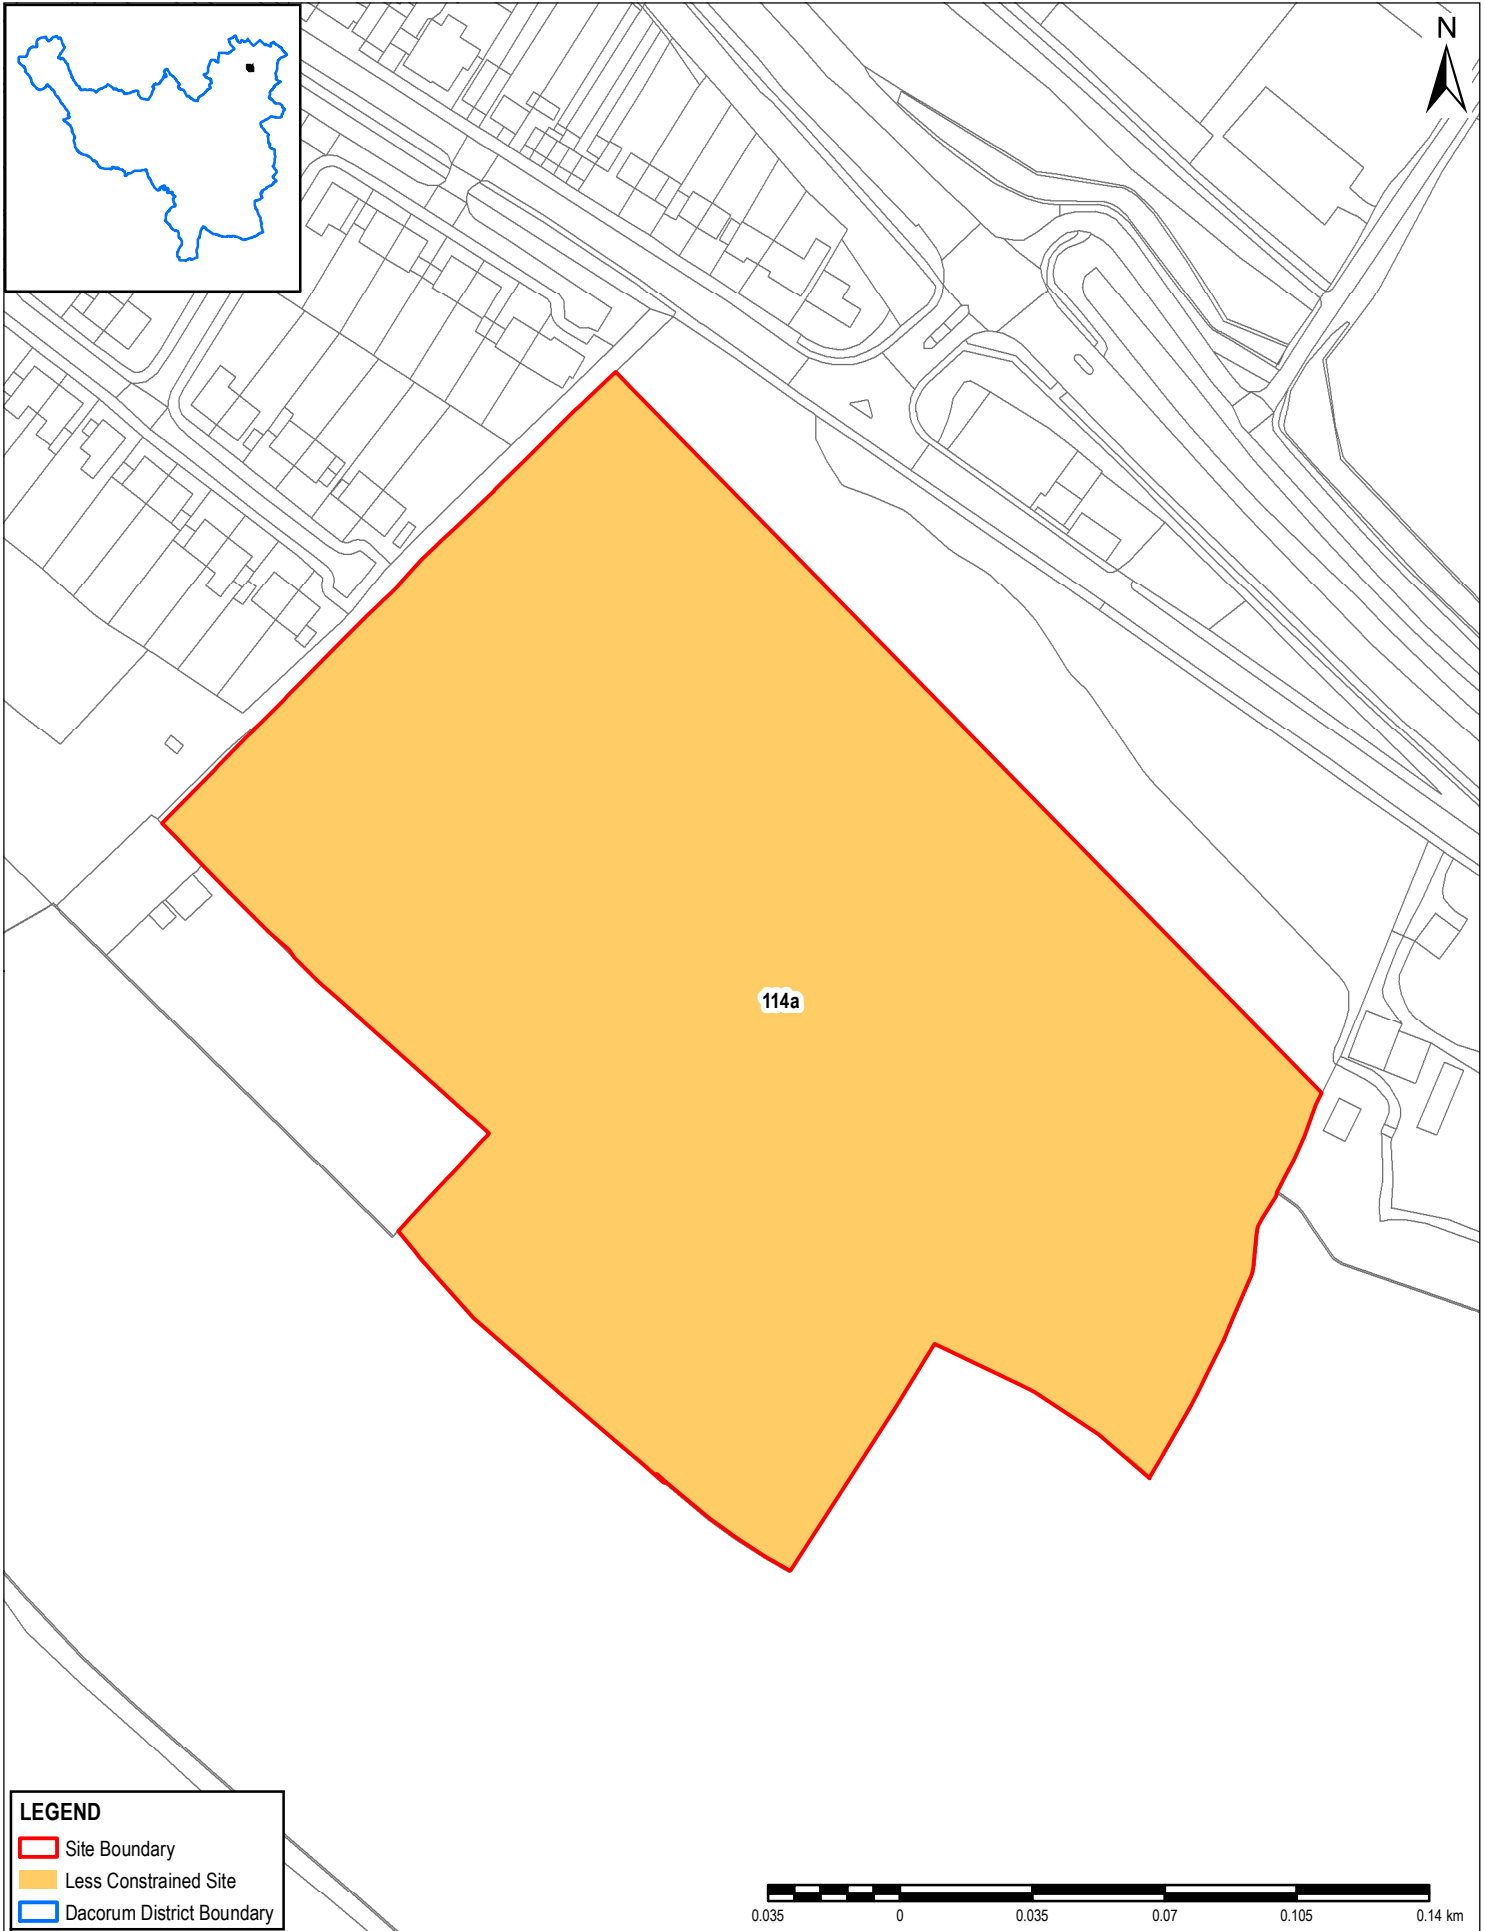 N
114a
LEGEND
Site Boundary
Less Constrained Site
Dacorum District Boundary
0.035 0 0.035 0.07 0.105 0.14 km